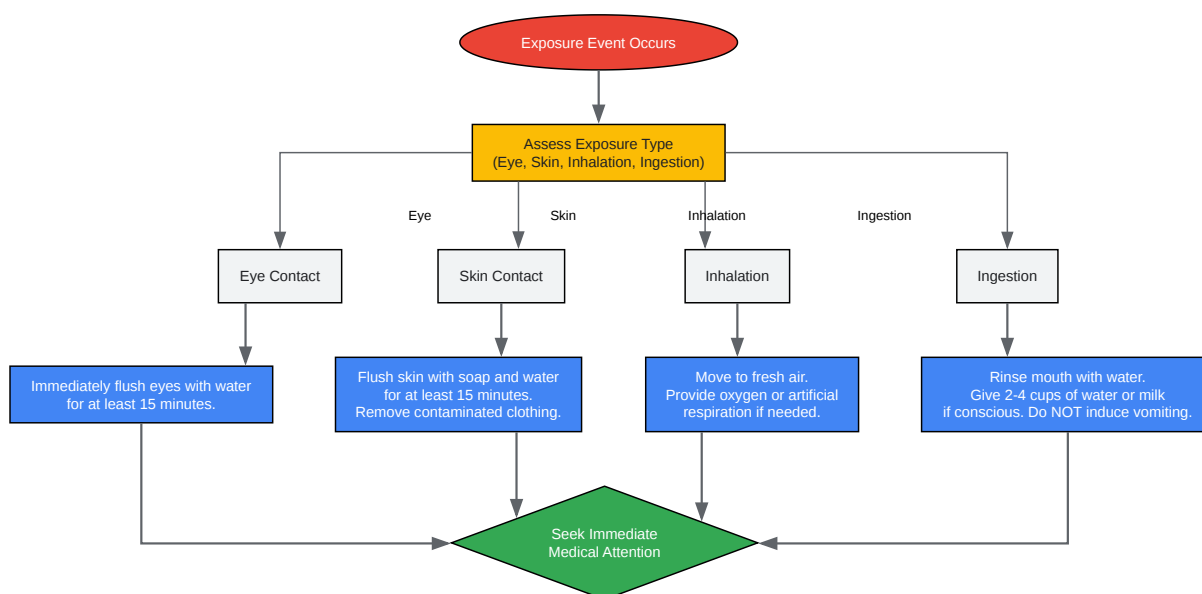 Exposure Event Occurs
Assess Exposure Type
(Eye, Skin, Inhalation, Ingestion)
Eye
Skin
Inhalation
Ingestion
Eye Contact
Skin Contact
Inhalation
Ingestion
Immediately flush eyes with water
for at least 15 minutes.
Flush skin with soap and water
for at least 15 minutes.
Remove contaminated clothing.
Move to fresh air.
Provide oxygen or artificial
respiration if needed.
Rinse mouth with water.
Give 2-4 cups of water or milk
if conscious. Do NOT induce vomiting.
Seek Immediate
Medical Attention